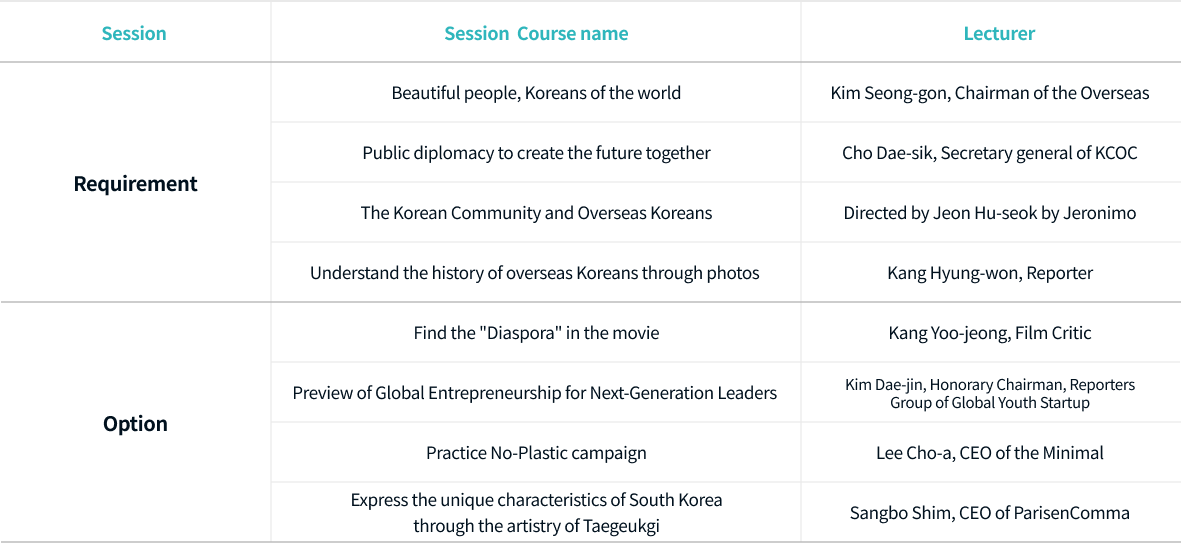 Session Session Course name Lecturer
Beautiful people, Koreans of the world Kim Seong-gon, Chairman of the Overseas
Public diplomacy to create the future together Cho Dae-sik, Secretary general of KCOC
Requirement
The Korean Community and Overseas Koreans Directed by Jeon Hu-seok by Jeronimo
Understand the history of overseas Koreans through photos Kang Hyung-won, Reporter
Find the "Diaspora" in the movie Kang Yoo-jeong, Film Critic
Preview of Global Entrepreneurship for Next-Generation Leaders Kim Dae-jin, Honorary Chairman, Reporters
Group of Global Youth Startup
Option
Practice No-Plastic campaign Lee Cho-a, CEO of the Minimal
Express the unique characteristics of South Korea
through the artistry of Taegeukgi Sangbo Shim, CEO of ParisenComma